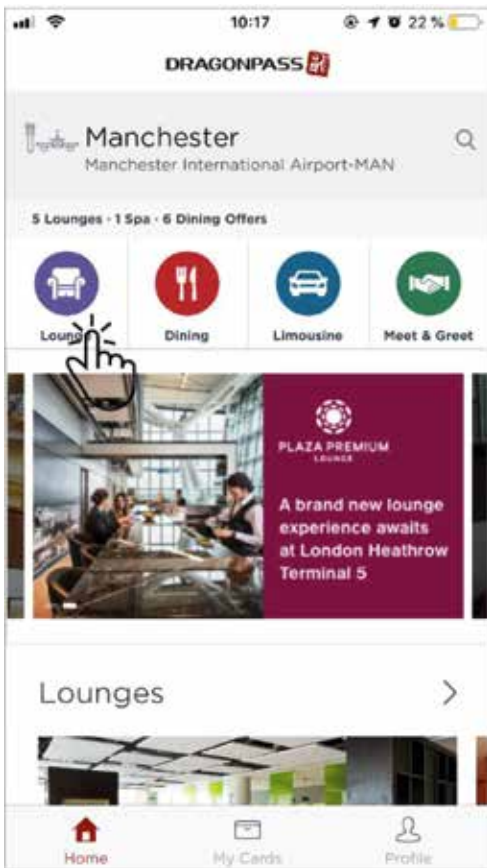 10:17
22 %
DRAGONPASS
Manchester
Manchester International Airport-MAN
5 Lounges · 1 Spa · 6 Dining Offers
Loung
Dining
Limousine
Meet & Greet
PLAZA PREMIUM
LOUNGE
A brand new lounge
experience awaits
at London Heathrow
Terminal 5
Lounges
Home
My Cards
Profile